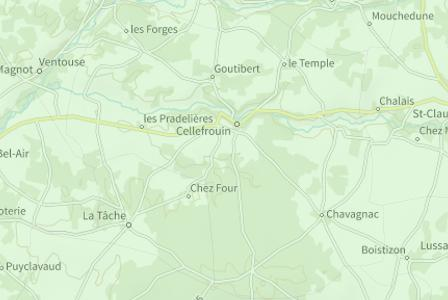 Mouchedune
les Forges
Ventouse
Magnot
Goutibert
le Temple
Chalais
St-Clau
les Pradelières
Cellefrouin
Chez M
Bel-Air
Chez Four
oterie
La Tâche
Chavagnac
Lussa
Boistizon
Puyclavaud